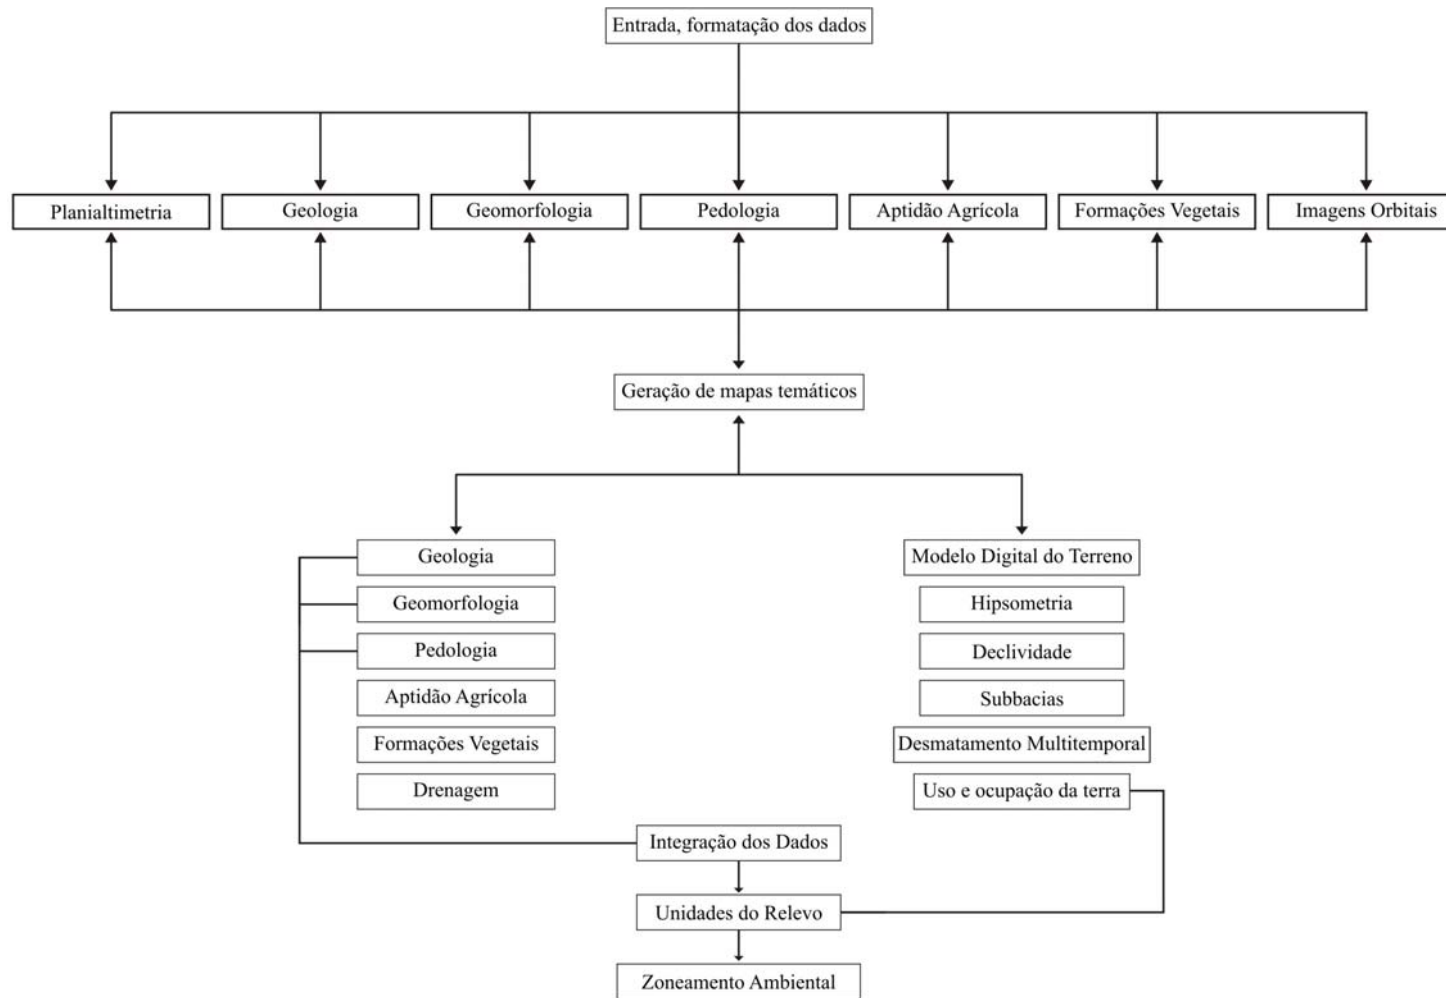 Entrada, formatação dos dados
Planialtimetria
Geologia
Geomorfologia
Pedologia
Aptidão Agrícola
Formações Vegetais
Imagens Orbitais
Geração de mapas temáticos
Geologia
Geomorfologia
Pedologia
Aptidão Agrícola
Formações Vegetais
Drenagem
Modelo Digital do Terreno
Hipsometria
Declividade
Subbacias
Desmatamento Multitemporal
Uso e ocupação da terra
Integração dos Dados
Unidades do Relevo
Zoneamento Ambiental